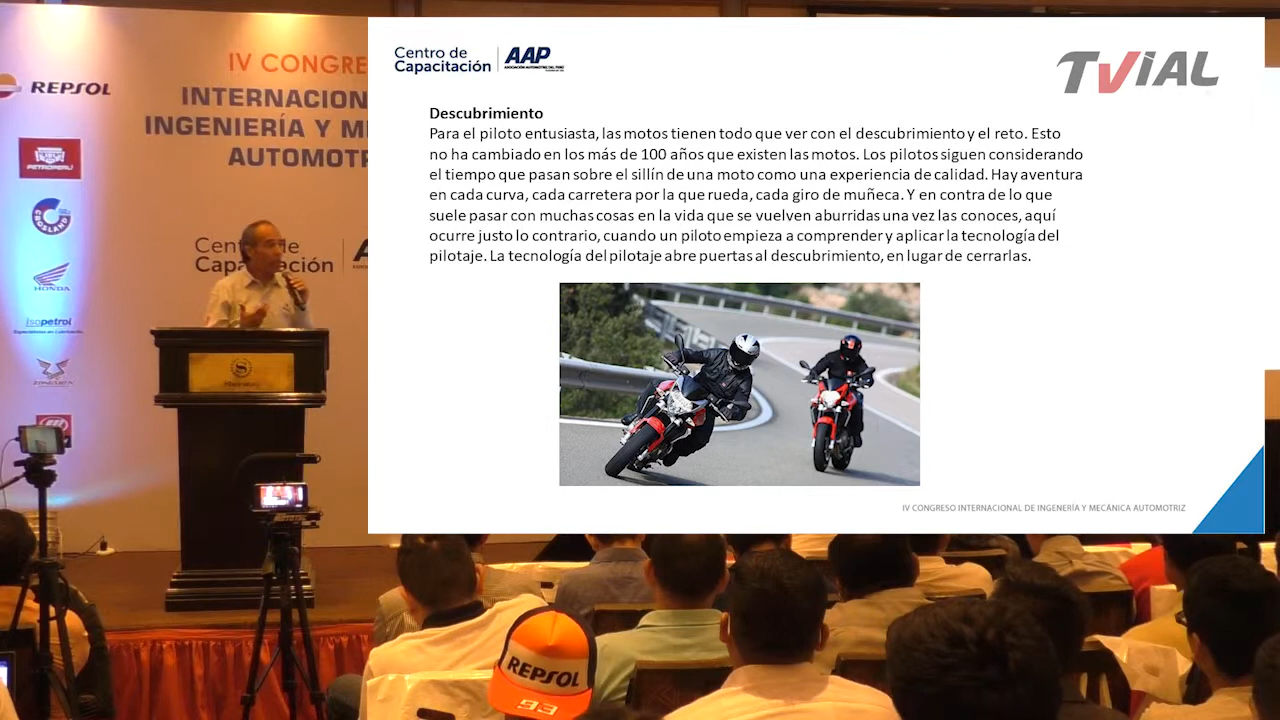 IV CONGRE
INTERNACION
INGENIERÍA Y M
AUTOMOTR
REPSOL
PETROPERU
CROSLAND
HONDA
isopetrol
Centro de
Capacitación
Centro de
Capacitación
AAP
ASOCIACIÓN AUTOMOTRIZ DEL PERÚ
TVIAL
Descubrimiento
Para el piloto entusiasta, las motos tienen todo que ver con el descubrimiento y el reto. Esto
no ha cambiado en los más de 100 años que existen las motos. Los pilotos siguen considerando
el tiempo que pasan sobre el sillín de una moto como una experiencia de calidad. Hay aventura
en cada curva, cada carretera por la que rueda, cada giro de muñeca. Y en contra de lo que
suele pasar con muchas cosas en la vida que se vuelven aburridas una vez las conoces, aquí
ocurre justo lo contrario, cuando un piloto empieza a comprender y aplicar la tecnología del
pilotaje. La tecnología del pilotaje abre puertas al descubrimiento, en lugar de cerrarlas.
IV CONGRESO INTERNACIONAL DE INGENERÍA Y MECÁNICA AUTOMOTRIZ
REPSOL
93